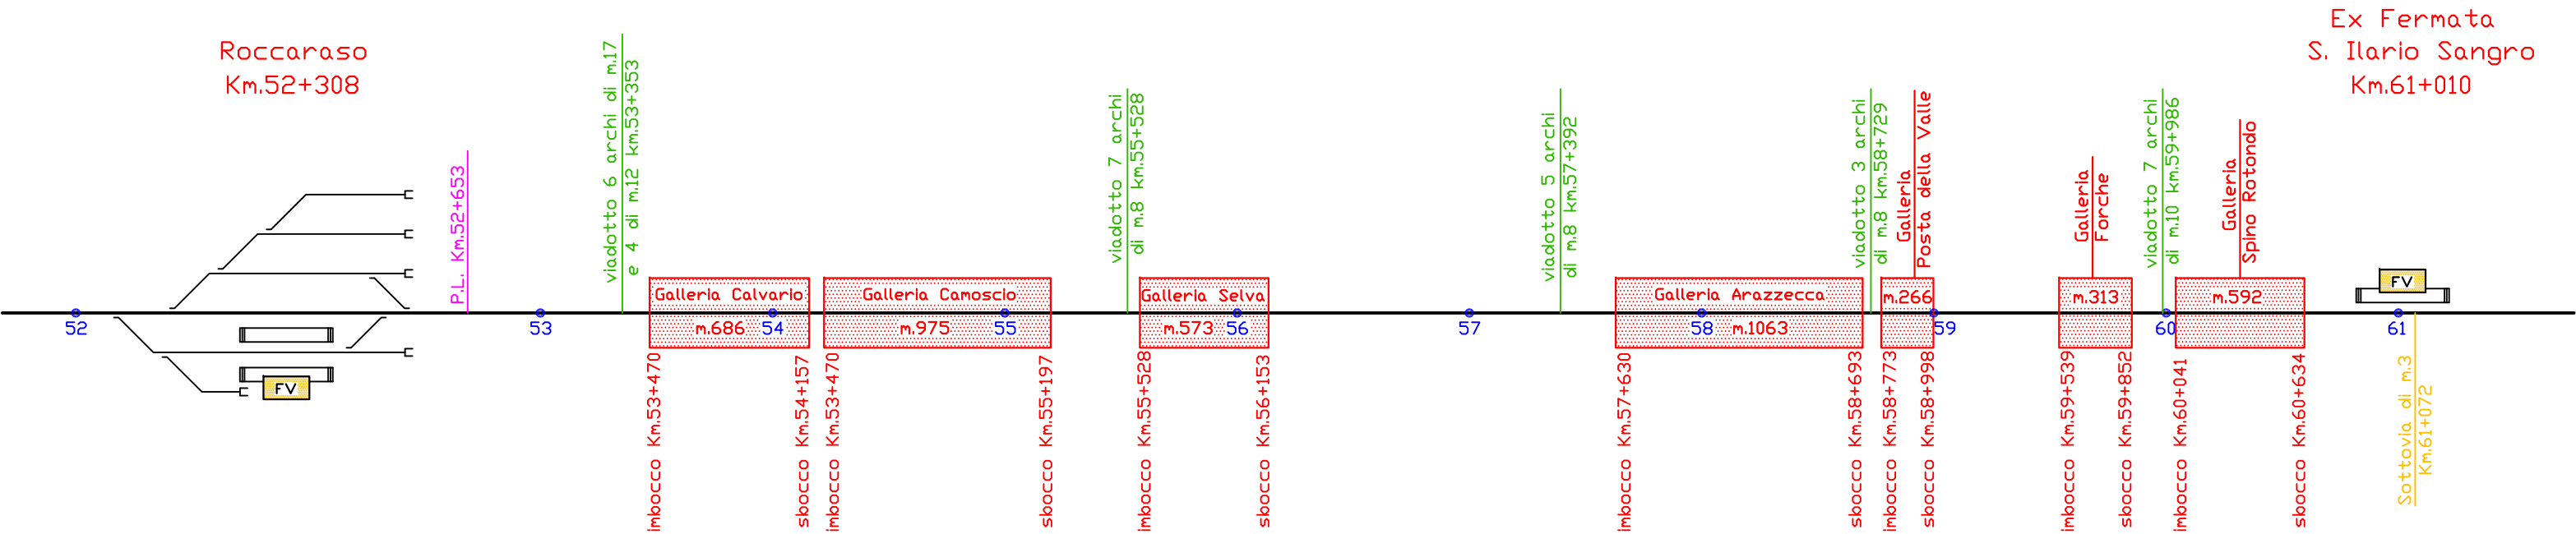 Roccaraso
Km.52+308
Ex Fermata
S. Ilario Sangro
Km.61+010
P.L. Km.52+653
viadotto 6 archi di m.17
e 4 di m.12 km.53+353
viadotto 7 archi
di m.8 km.55+528
viadotto 5 archi
di m.8 km.57+392
viadotto 3 archi
di m.8 km.58+729
Galleria
Posta della Valle
Galleria
Forche
viadotto 7 archi
di m.10 km.59+986
Galleria
Spino Rotondo
Galleria Calvario
Galleria Camoscio
Galleria Selva
Galleria Arazzecca
m.266
m.313
m.592
FV
52
53
m.686
54
m.975
55
m.573
56
57
58
m.1063
59
60
61
FV
imbocco Km.53+470
sbocco Km.54+157
imbocco Km.53+470
sbocco Km.55+197
imbocco Km.55+528
sbocco Km.56+153
imbocco Km.57+630
sbocco Km.58+693
imbocco Km.58+773
sbocco Km.58+998
imbocco Km.59+539
sbocco Km.59+852
imbocco Km.60+041
sbocco Km.60+634
Sottovia di m.3
Km.61+072